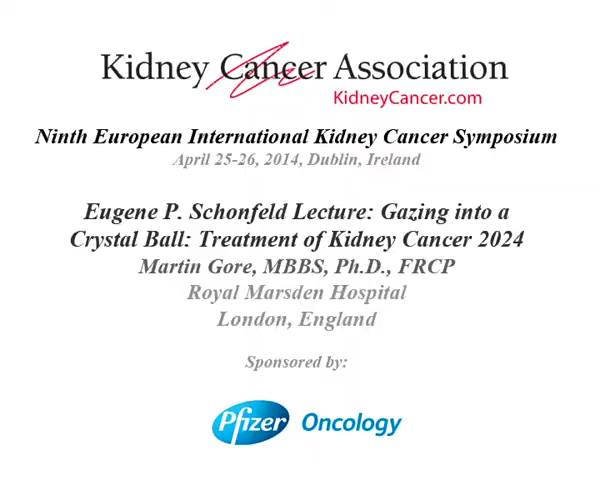 Kidney Cancer Association
KidneyCancer.com
Ninth European International Kidney Cancer Symposium
April 25-26, 2014, Dublin, Ireland
Eugene P. Schonfeld Lecture: Gazing into a
Crystal Ball: Treatment of Kidney Cancer 2024
Martin Gore, MBBS, Ph.D., FRCP
Royal Marsden Hospital
London, England
Sponsored by:
Pfizer Oncology